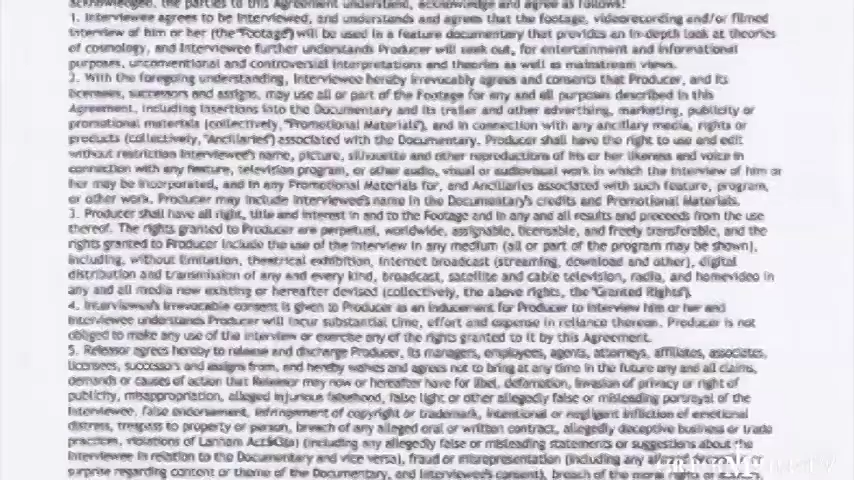 acknowledged, the parties to this Agreement understand, acknowledge and agree as follows:
1. Interviewee agrees to be interviewed, and understands and agrees that the footage, videorecording and/or filmed
interview of him or her (the "Footage") will be used in a feature documentary that provides an in-depth look at theories
of cosmology, and Interviewee further understands Producer will seek out, for entertainment and informational
purposes, unconventional and controversial interpretations and theories as well as mainstream views.
2. With the foregoing understanding, Interviewee hereby irrevocably agrees and consents that Producer, and its
licensees, successors and assigns, may use all or part of the Footage for any and all purposes described in this
Agreement, including insertions into the Documentary and its trailer and other advertising, marketing, publicity or
promotional materials (collectively, "Promotional Materials"), and in connection with any ancillary media, rights or
products (collectively, "Ancillaries") associated with the Documentary. Producer shall have the right to use and edit
without restriction Interviewee's name, picture, silhouette and other reproductions of his or her likeness and voice in
connection with any feature, television program, or other audio, visual or audiovisual work in which the interview of him or
her may be incorporated, and in any Promotional Materials for, and Ancillaries associated with such feature, program,
or other work. Producer may include Interviewee's name in the Documentary's credits and Promotional Materials.
3. Producer shall have all right, title and interest in and to the Footage and in any and all results and proceeds from the use
thereof. The rights granted to Producer are perpetual, worldwide, assignable, licensable, and freely transferable, and the
rights granted to Producer include the use of the interview in any medium (all or part of the program may be shown),
including, without limitation, theatrical exhibition, internet broadcast (streaming, download and other), digital
distribution and transmission of any and every kind, broadcast, satellite and cable television, radio, and homevideo in
any and all media now existing or hereafter devised (collectively, the above rights, the "Granted Rights").
4. Interviewee's irrevocable consent is given to Producer as an inducement for Producer to interview him or her and
Interviewee understands Producer will incur substantial time, effort and expense in reliance thereon. Producer is not
obliged to make any use of the interview or exercise any of the rights granted to it by this Agreement.
5. Releasor agrees hereby to release and discharge Producer, its managers, employees, agents, attorneys, affiliates, associates,
licensees, successors and assigns from, and hereby waives and agrees not to bring at any time in the future any and all claims,
demands or causes of action that Releasor may now or hereafter have for libel, defamation, invasion of privacy or right of
publicity, misappropriation, alleged injurious falsehood, false light or other allegedly false or misleading portrayal of the
Interviewee, false endorsement, infringement of copyright or trademark, intentional or negligent infliction of emotional
distress, trespass to property or person, breach of any alleged oral or written contract, allegedly deceptive business or trade
practices, violations of Lanham Act (including any allegedly false or misleading statements or suggestions about the
Interviewee in relation to the Documentary and vice versa), fraud or misrepresentation (including any alleged or
surprise regarding content or theme of the Documentary, and Interviewee's consent), breach of the moral rights or